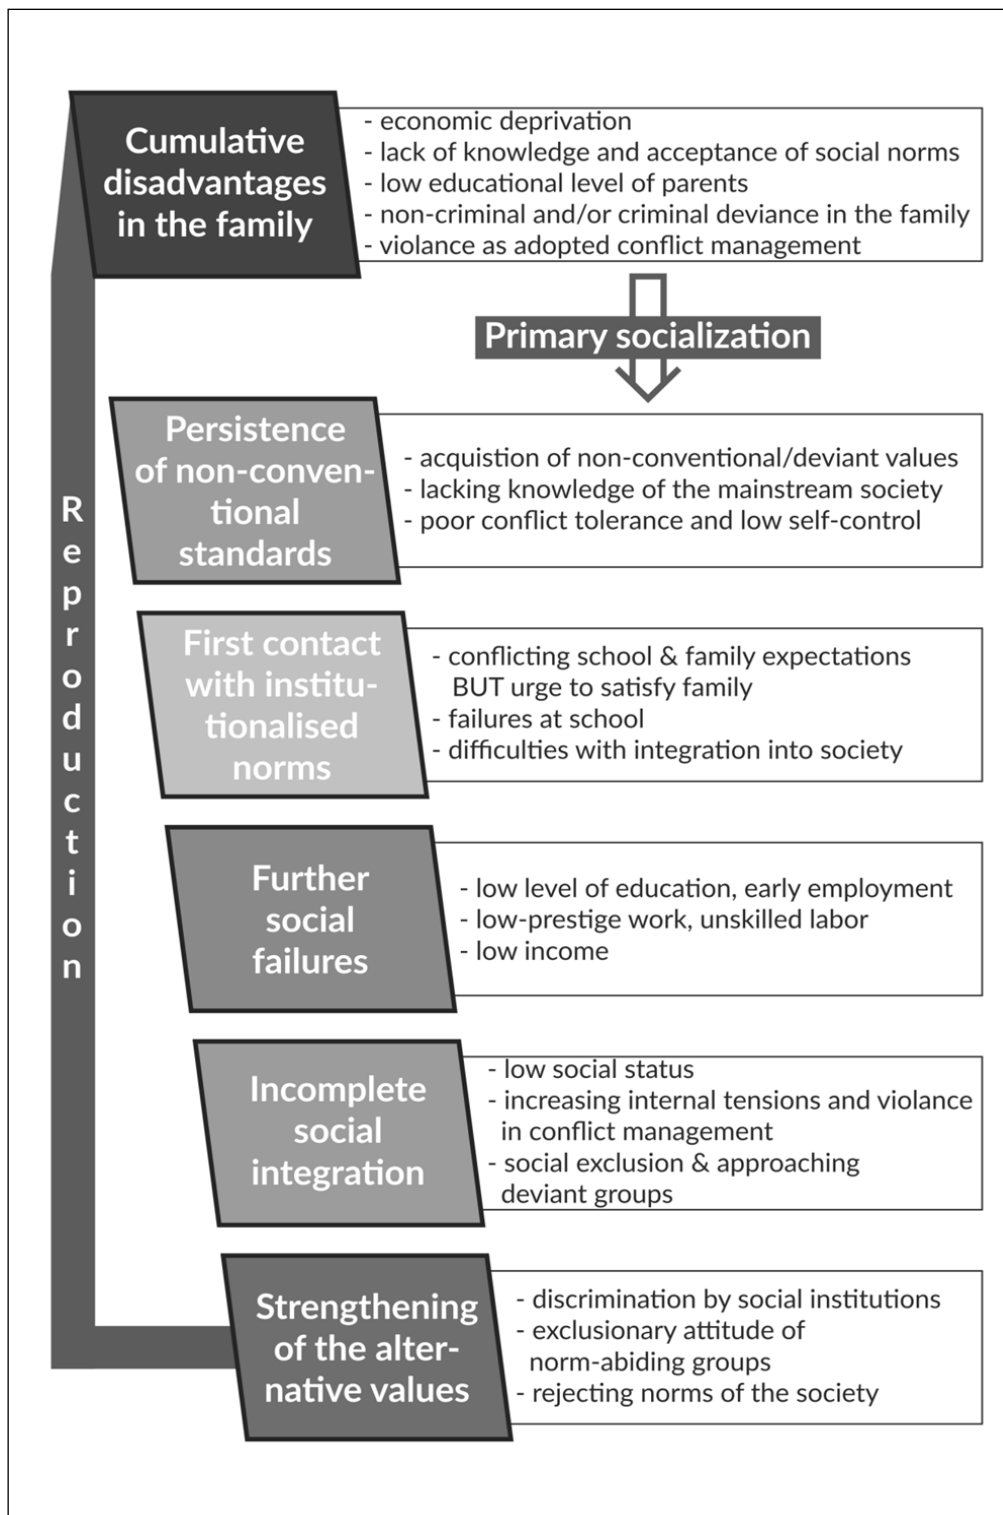 Cumulative
disadvantages
in the family
- economic deprivation
- lack of knowledge and acceptance of social norms
- low educational level of parents
- non-criminal and/or criminal deviance in the family
- violance as adopted conflict management
Primary socialization
Persistence
of non-conven-
tional
standards
- acquistion of non-conventional/deviant values
- lacking knowledge of the mainstream society
- poor conflict tolerance and low self-control
First contact
with institu-
tionalised
norms
- conflicting school & family expectations
BUT urge to satisfy family
- failures at school
- difficulties with integration into society
Further
social
failures
- low level of education, early employment
- low-prestige work, unskilled labor
- low income
Incomplete
social
integration
- low social status
- increasing internal tensions and violance
in conflict management
- social exclusion & approaching
deviant groups
Strengthening
of the alter-
native values
- discrimination by social institutions
- exclusionary attitude of
norm-abiding groups
- rejecting norms of the society
Reproduction